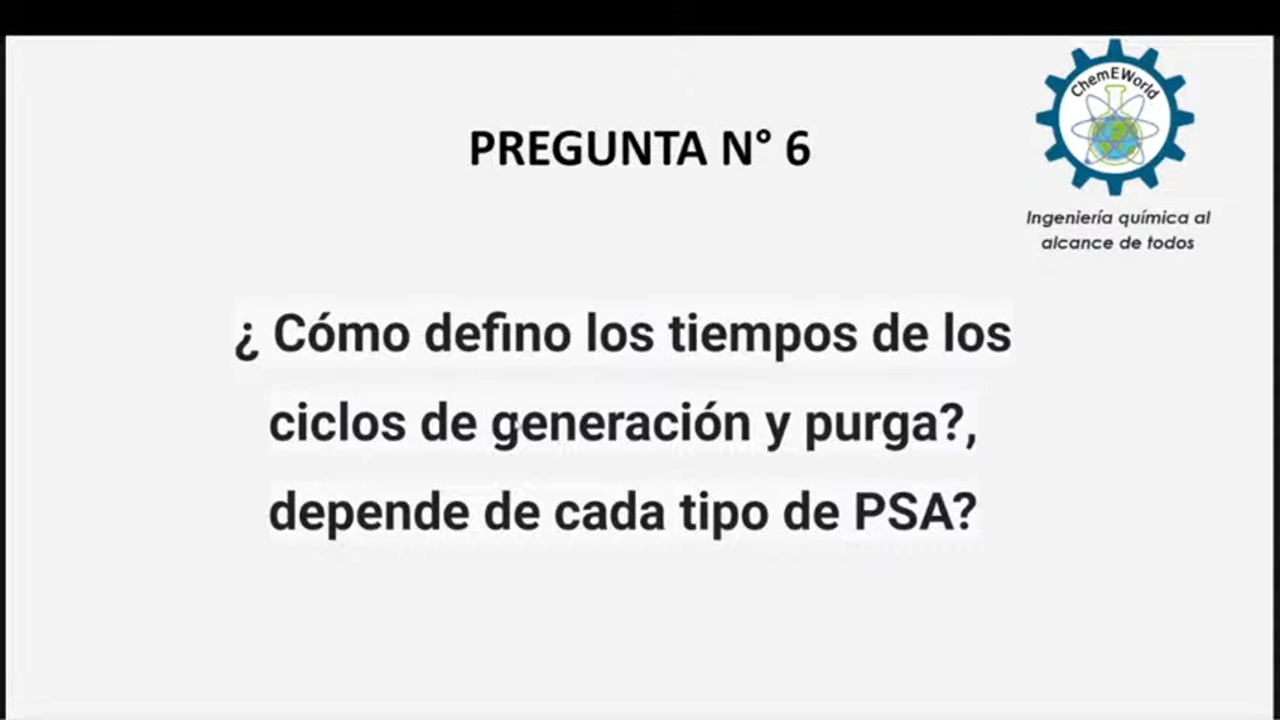 ChemEWorld
PREGUNTA N° 6
Ingeniería química al
alcance de todos
¿ Cómo defino los tiempos de los
ciclos de generación y purga?,
depende de cada tipo de PSA?